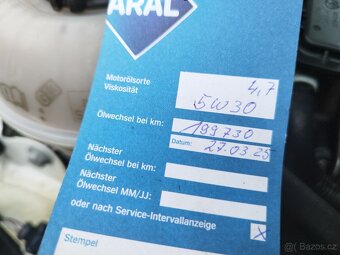 ARAL
Motorölsorte
Viskosität
4,7
5W30
Ölwechsel bei km:
199730
Datum: 27.03.25
Nächster
Ölwechsel bei km:
Nächster
Ölwechsel MM/JJ:
oder nach Service-Intervallanzeige
X
Stempel
© Bazos.cz